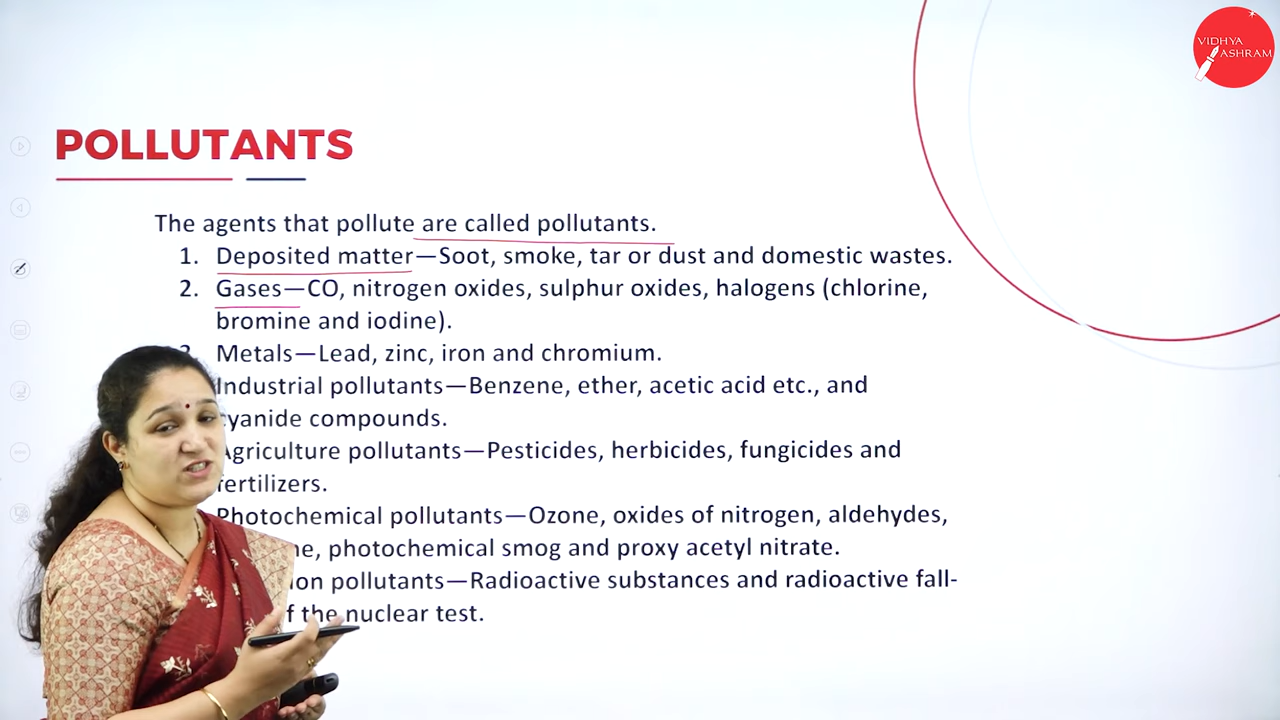 VIDHYA
ASHRAM
POLLUTANTS
The agents that pollute are called pollutants.
1. Deposited matter—Soot, smoke, tar or dust and domestic wastes.
2. Gases—CO, nitrogen oxides, sulphur oxides, halogens (chlorine,
bromine and iodine).
Metals—Lead, zinc, iron and chromium.
Industrial pollutants—Benzene, ether, acetic acid etc., and
cyanide compounds.
Agriculture pollutants—Pesticides, herbicides, fungicides and
fertilizers.
Photochemical pollutants—Ozone, oxides of nitrogen, aldehydes,
photochemical smog and proxy acetyl nitrate.
pollutants—Radioactive substances and radioactive fall-
the nuclear test.